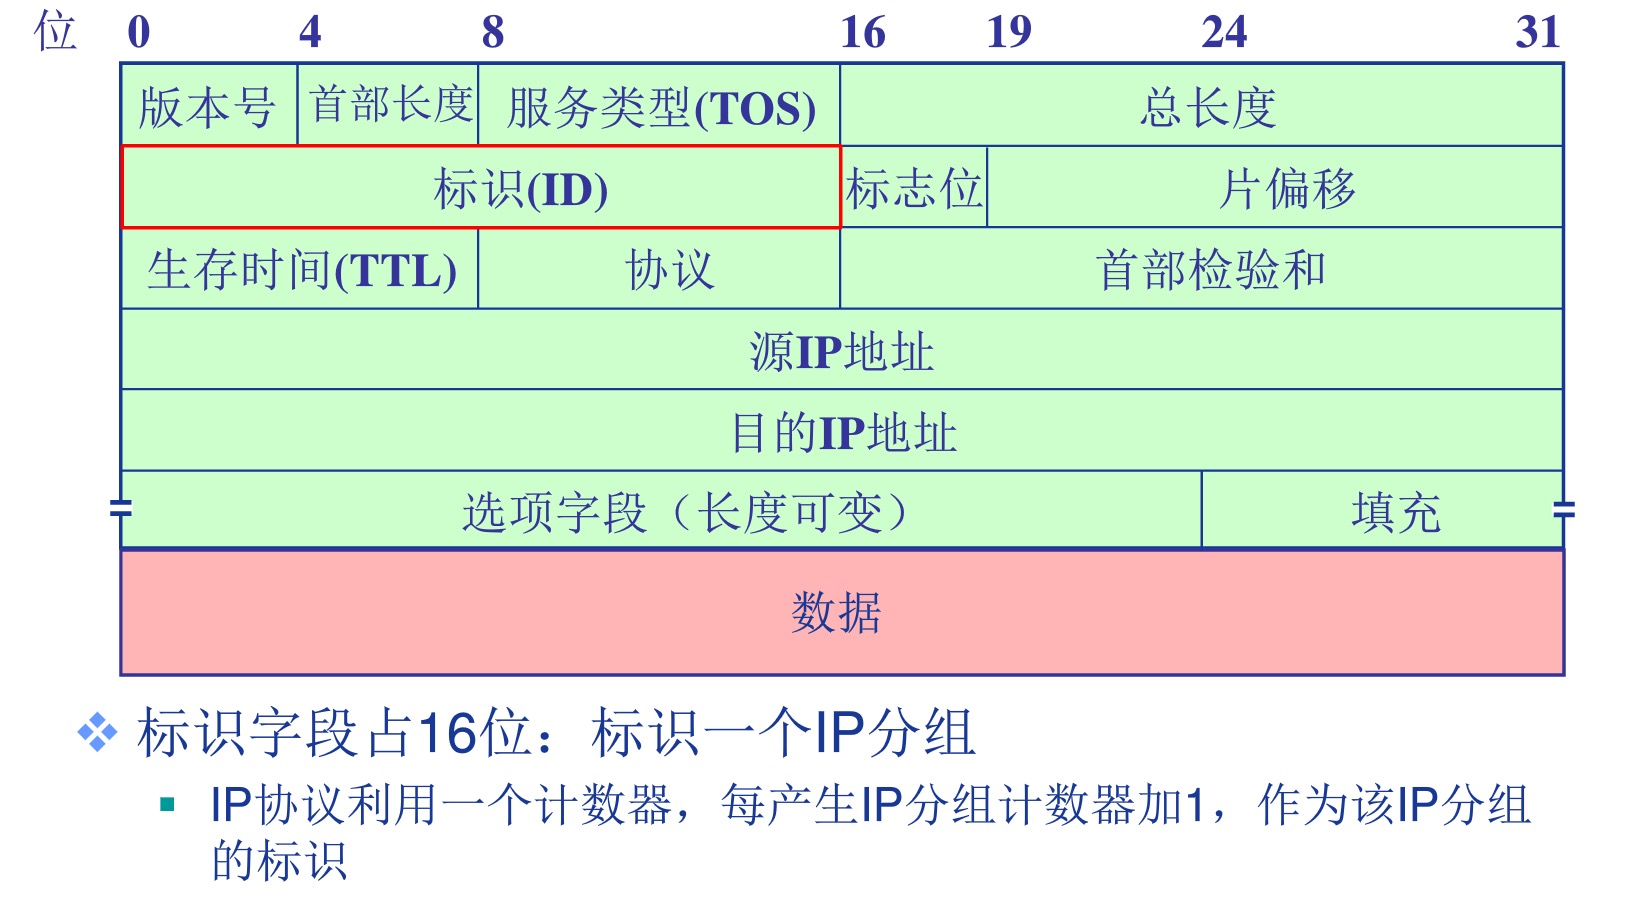 位 0 4 8 16 19 24 31
版本号 首部长度 服务类型(TOS) 总长度
标识(ID) 标志位 片偏移
生存时间(TTL) 协议 首部检验和
源IP地址
目的IP地址
选项字段（长度可变） 填充
数据
标识字段占16位：标识一个IP分组
IP协议利用一个计数器，每产生IP分组计数器加1，作为该IP分组
的标识